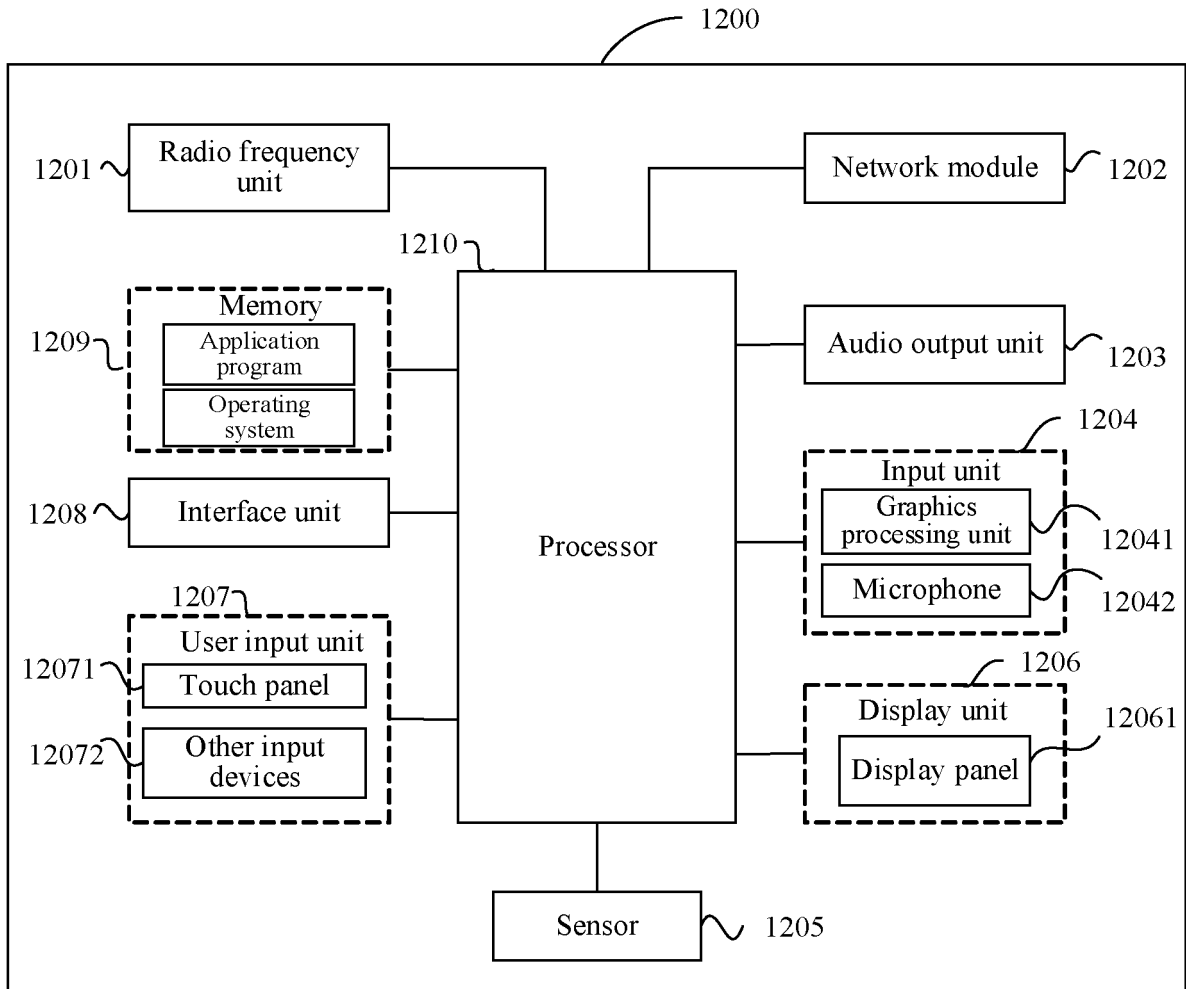 1200
1201
Radio frequency
unit
Network module
1202
1210
Memory
Application
program
Operating
system
1209
Audio output unit
1203
1204
Input unit
Graphics
processing unit
12041
Microphone
12042
1208
Interface unit
Processor
1207
User input unit
12071
Touch panel
12072
Other input
devices
1206
Display unit
12061
Display panel
Sensor
1205